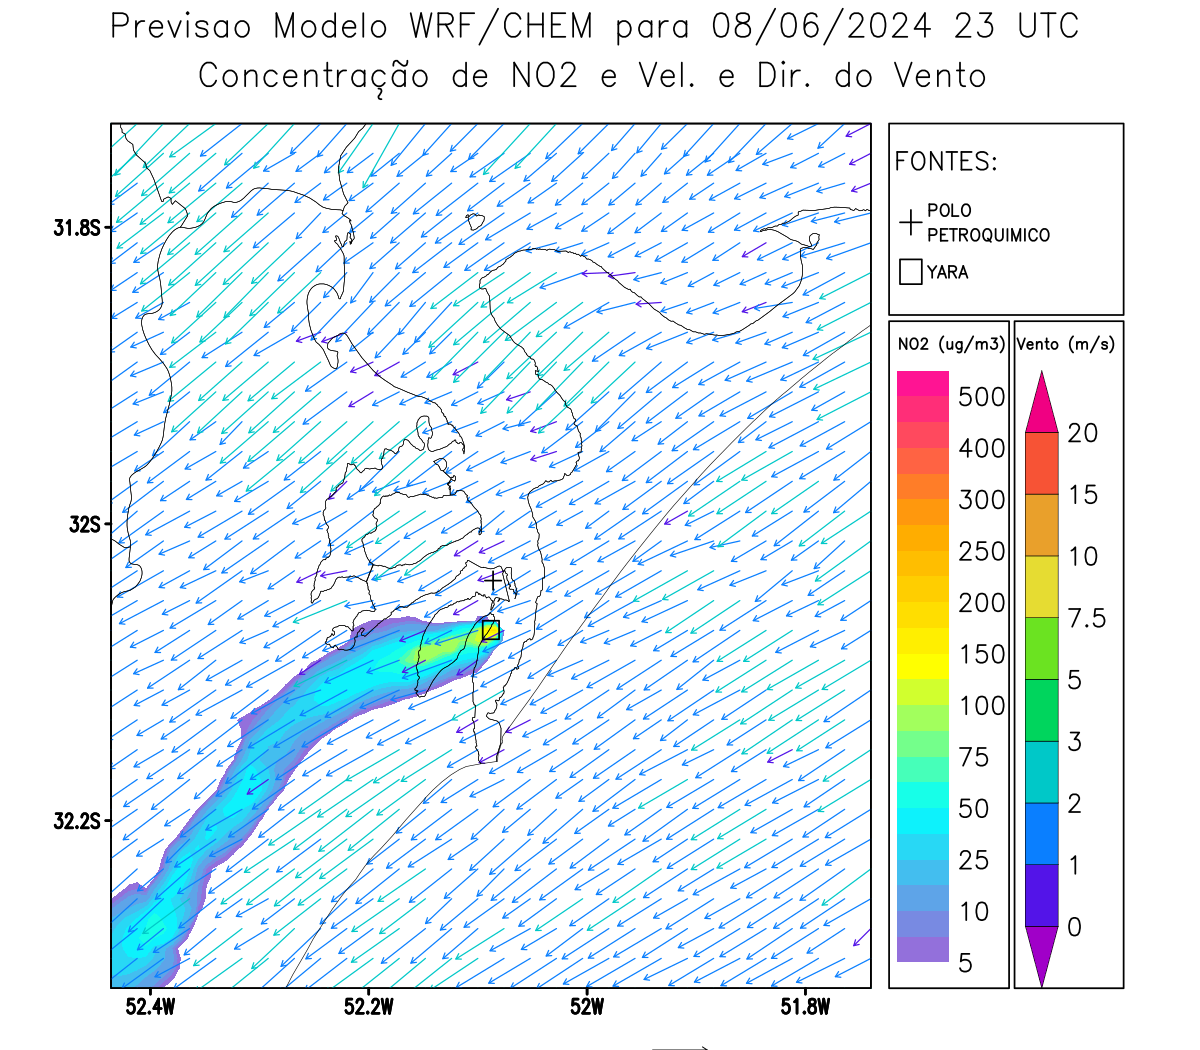 Previsao Modelo WRF/CHEM para 08/06/2024 23 UTC
Concentração de NO2 e Vel. e Dir. do Vento
FONTES:
POLO
PETROQUIMICO
YARA
NO2 (ug/m3)
500
400
300
250
200
150
100
75
50
25
10
5
Vento (m/s)
20
15
10
7.5
5
3
2
1
0
31.8S
32S
32.2S
52.4W
52.2W
52W
51.8W